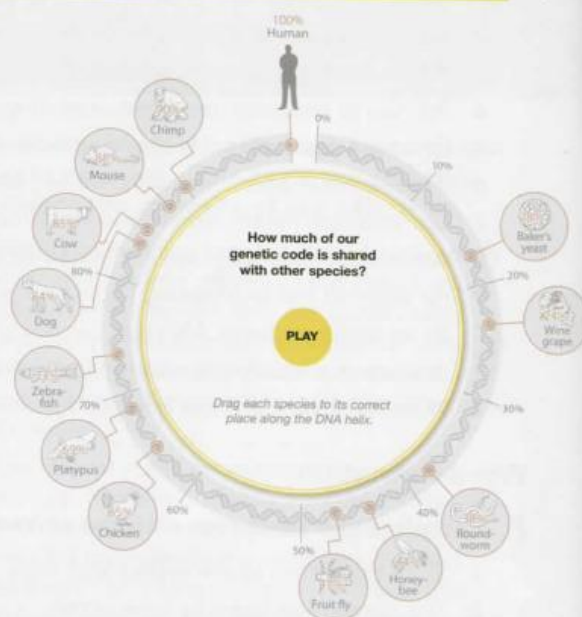 100%
Human
0%
10%
Baker's
yeast
20%
Wine
grape
30%
Round-
worm
40%
Honey-
bee
Fruit fly
50%
60%
Chicken
Platypus
70%
Zebra-
fish
Dog
80%
Cow
Mouse
Chimp
How much of our
genetic code is shared
with other species?
PLAY
Drag each species to its correct
place along the DNA helix.